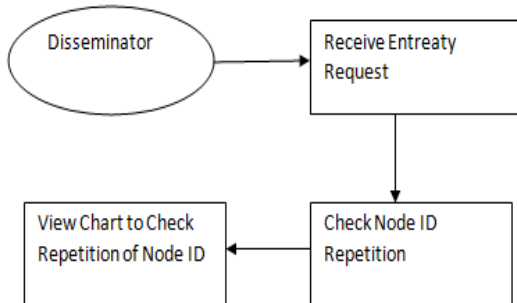 Disseminator
Receive Entreaty
Request
Check Node ID
Repetition
View Chart to Check
Repetition of Node ID